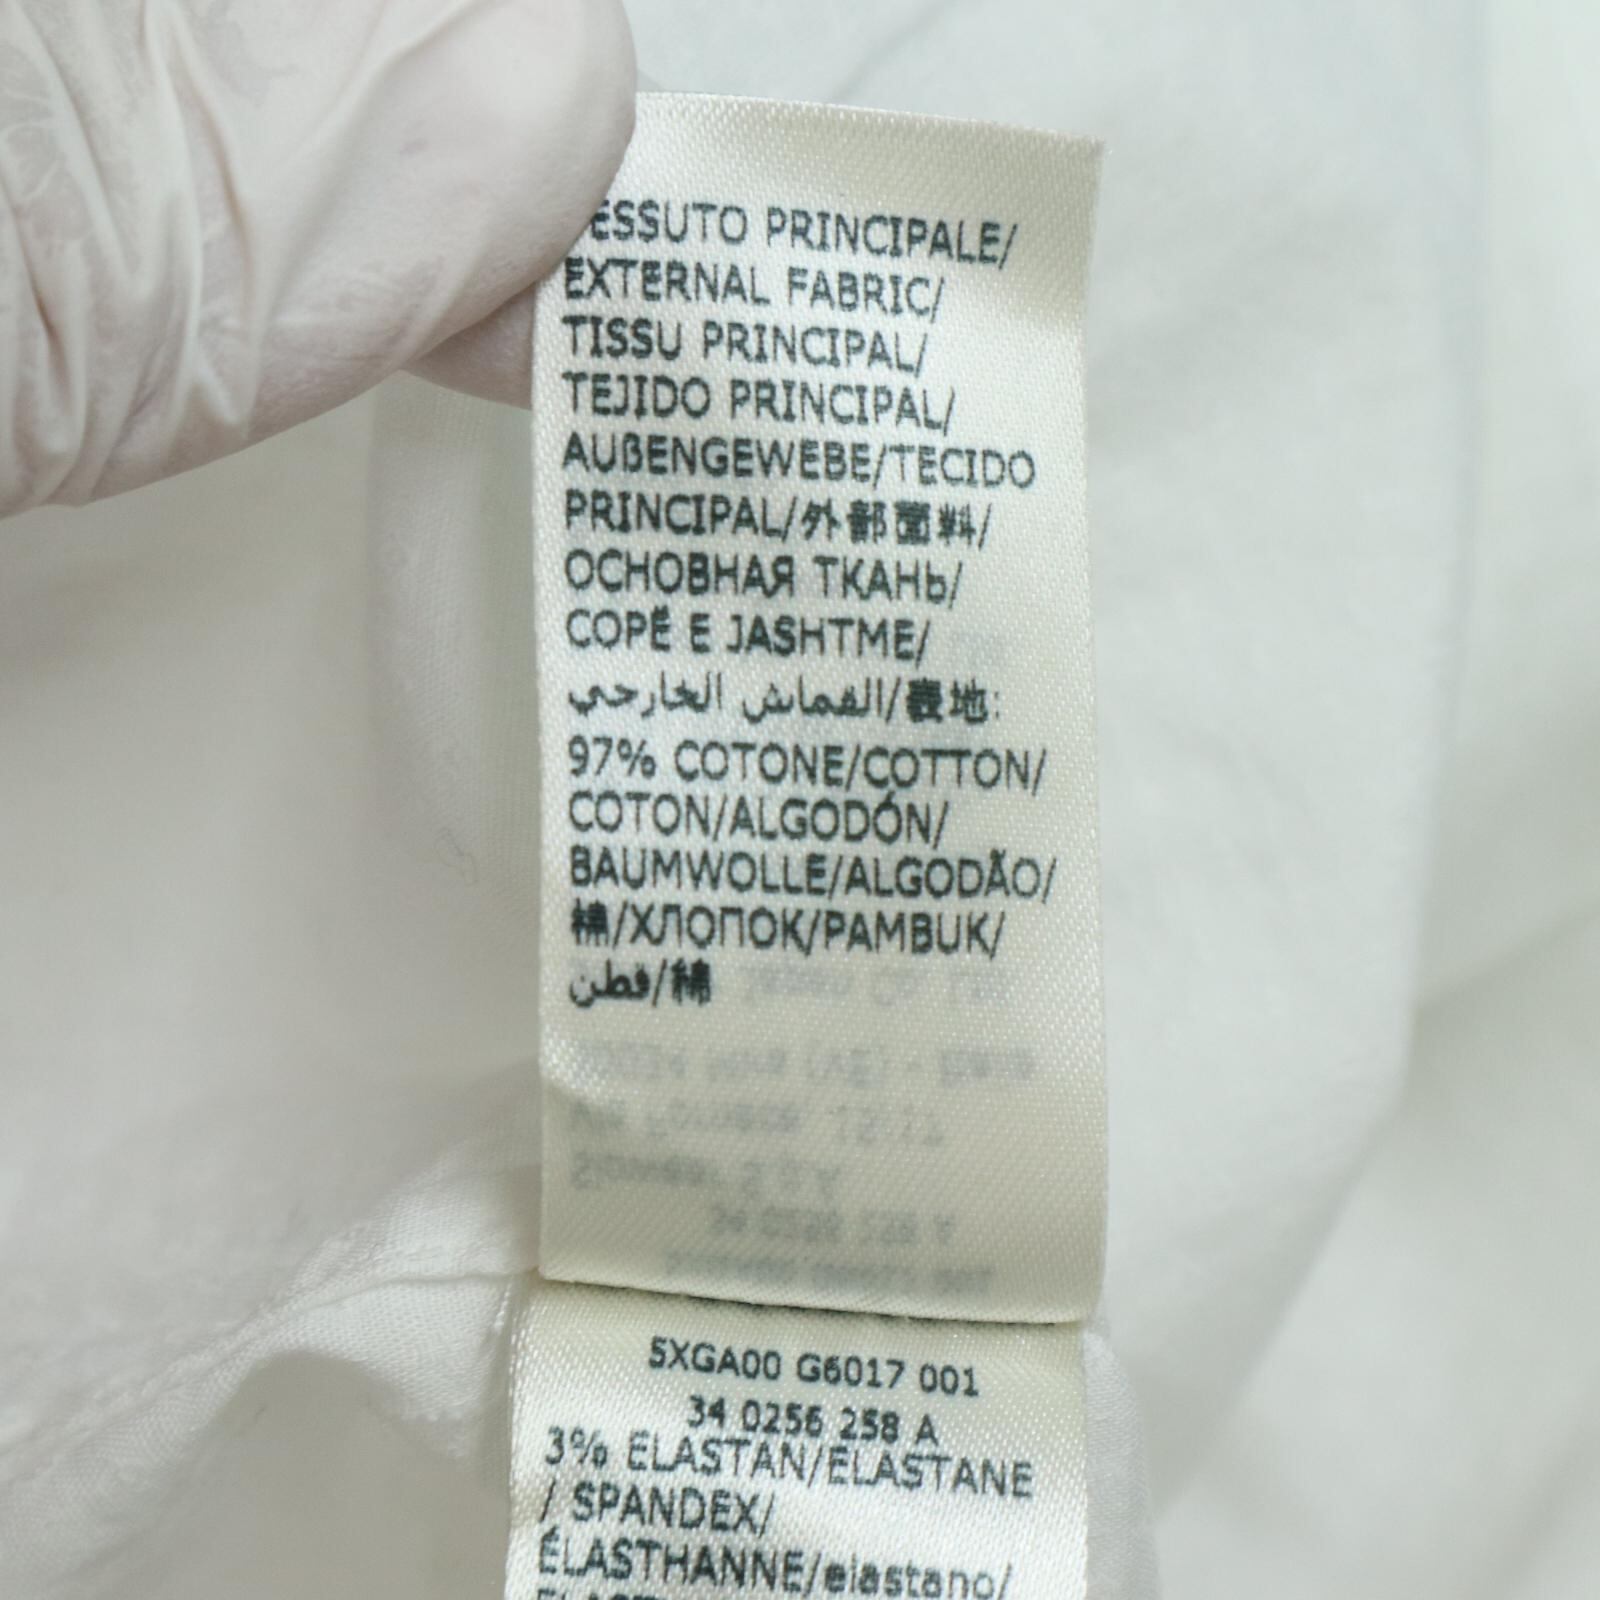 TESSUTO PRINCIPALE/
EXTERNAL FABRIC/
TISSU PRINCIPAL/
TEJIDO PRINCIPAL/
AUßENGEWEBE/TECIDO
PRINCIPAL/外部面料/
ОСНОВНАЯ ТКАНЬ/
COPË E JASHTME/
القماش الخارجي/表地:
97% COTONE/COTTON/
COTON/ALGODÓN/
BAUMWOLLE/ALGODÃO/
棉/ХЛОПОК/PAMBUK/
قطن/綿
5XGA00 G6017 001
34 0256 258 A
3% ELASTAN/ELASTANE
/ SPANDEX/
ÉLASTHANNE/elastano/